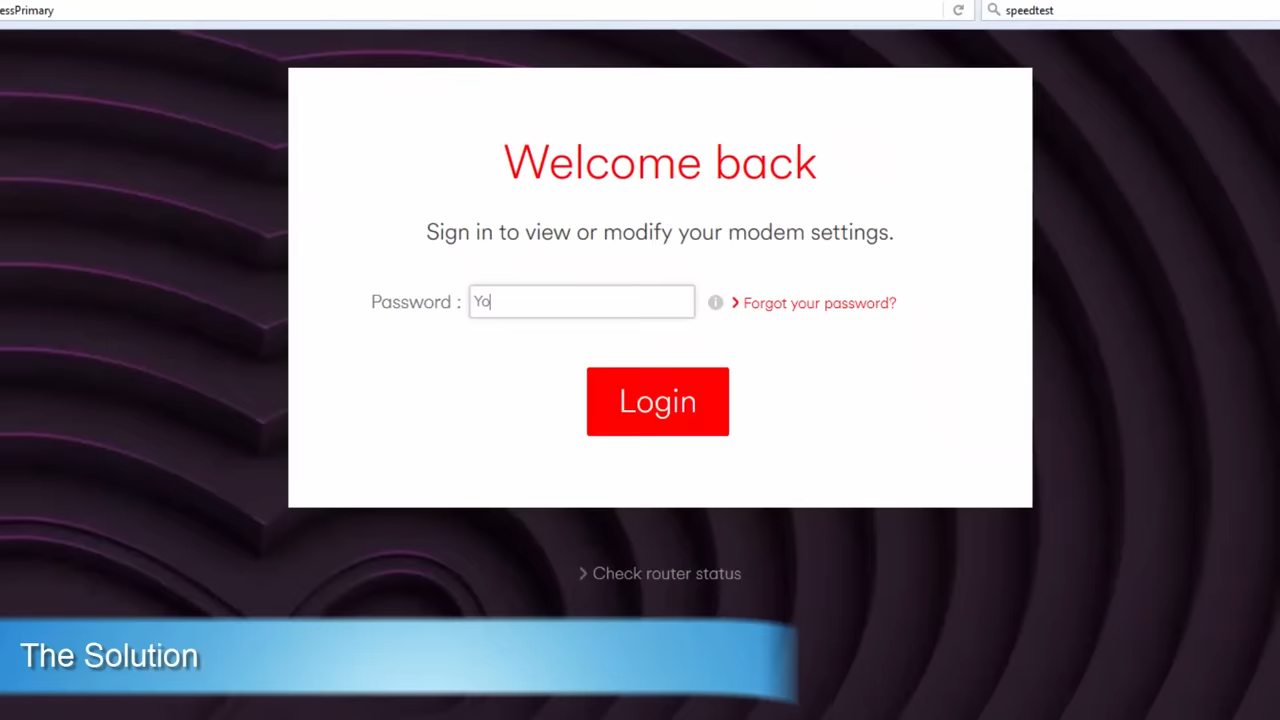 essPrimary
speedtest
Welcome back
Sign in to view or modify your modem settings.
Password : Yo
Forgot your password?
Login
Check router status
The Solution